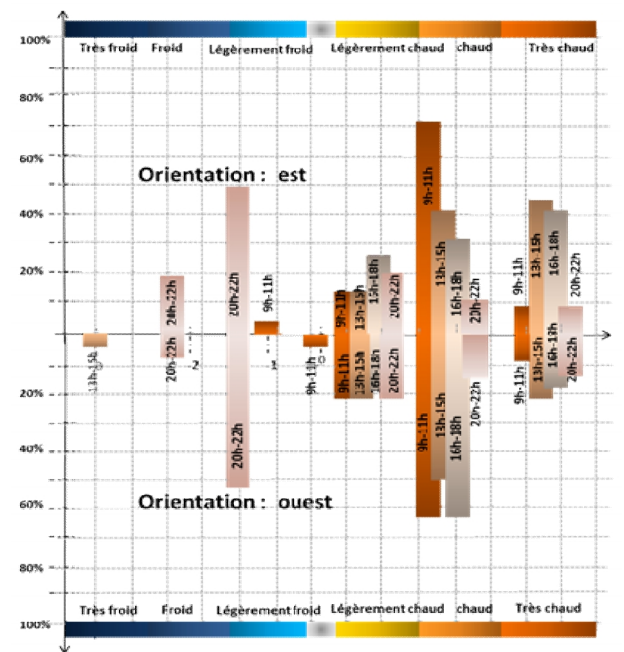 100%
Très froid Froid Légèrement froid Légèrement chaud chaud Très chaud
80%
60%
Orientation : est
40%
20%
20h-22h
20h-22h
9h-11h
9h-11h
13h-15h
16h-18h
20h-22h
9h-11h
13h-15h
16h-18h
20h-22h
9h-11h
13h-15h
16h-18h
20h-22h
13h-15h
20h-22h
-2
20h-22h
-1
9h-11h
0
9h-11h
13h-15h
16h-18h
20h-22h
9h-11h
13h-15h
16h-18h
20h-22h
9h-11h
13h-15h
16h-18h
20h-22h
20%
40%
Orientation : ouest
60%
80%
Très froid Froid Légèrement froid Légèrement chaud chaud Très chaud
100%